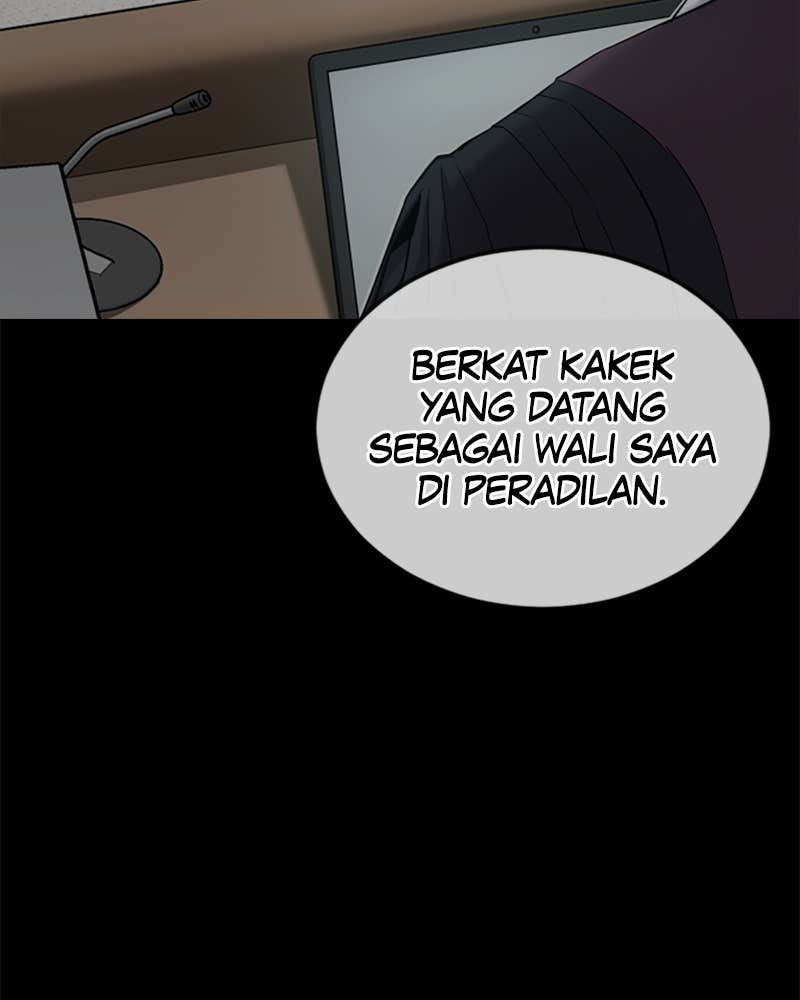 BERKAT KAKEK
YANG DATANG
SEBAGAI WALI SAYA
DI PERADILAN.